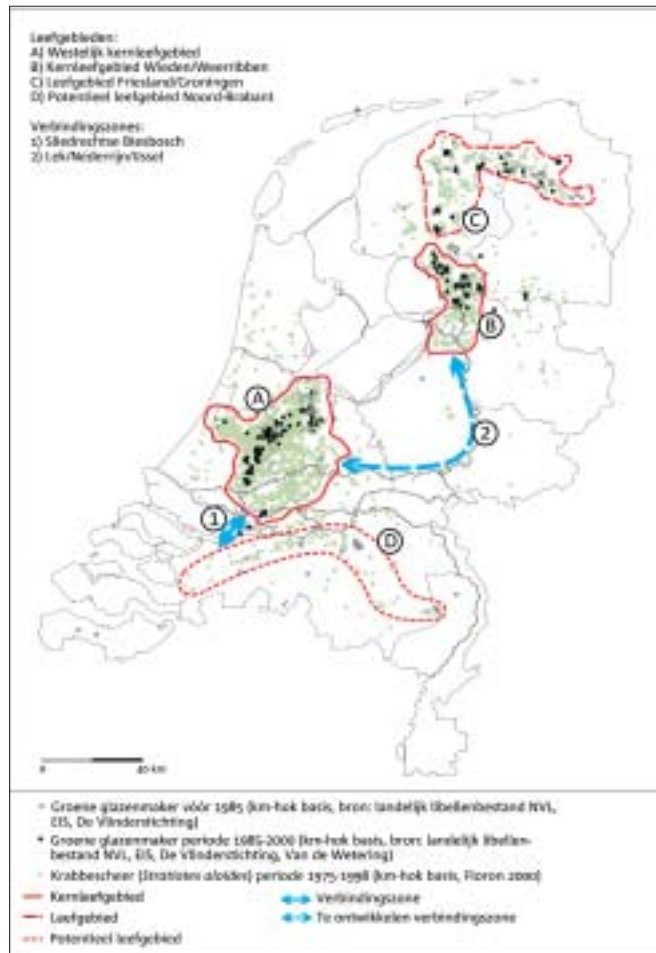 Leefgebieden:
A) Westelijk kernleefgebied
B) Kernleefgebied Wieden/Weerribben
C) Leefgebied Friesland/Groningen
D) Potentieel leefgebied Noord-Brabant
Verbindingszones:
1) Sliedrechtse Biesbosch
2) Lek/Nederrijn/IJssel
C
B
A
2
1
D
0 40 km
Groene glazenmaker vóór 1985 (km-hok basis, bron: landelijk libellenbestand NVL,
EIS, De Vlinderstichting)
Groene glazenmaker periode 1985-2000 (km-hok basis, bron: landelijk libellen-
bestand NVL, EIS, De Vlinderstichting, Van de Wetering)
Krabbescheer (Stratiotes aloides) periode 1975-1998 (km-hok basis, Floron 2000)
Kernleefgebied
Verbindingszone
Leefgebied
Te ontwikkelen verbindingszone
Potentieel leefgebied